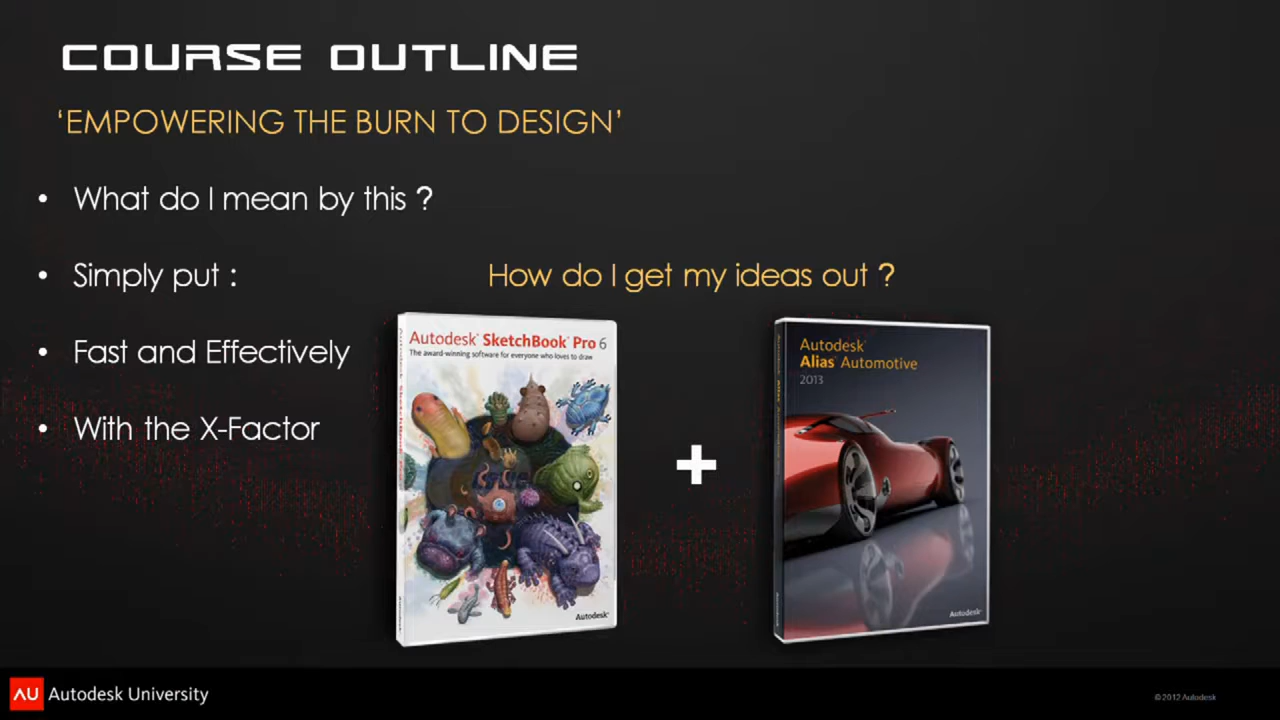 COURSE OUTLINE
‘EMPOWERING THE BURN TO DESIGN’
• What do I mean by this ?
• Simply put :
How do I get my ideas out ?
• Fast and Effectively
• With the X-Factor
Autodesk® SketchBook® Pro 6
The award-winning software for everyone who loves to draw
Autodesk®
+
Autodesk®
Alias® Automotive
2013
Autodesk®
AU Autodesk University
© 2012 Autodesk